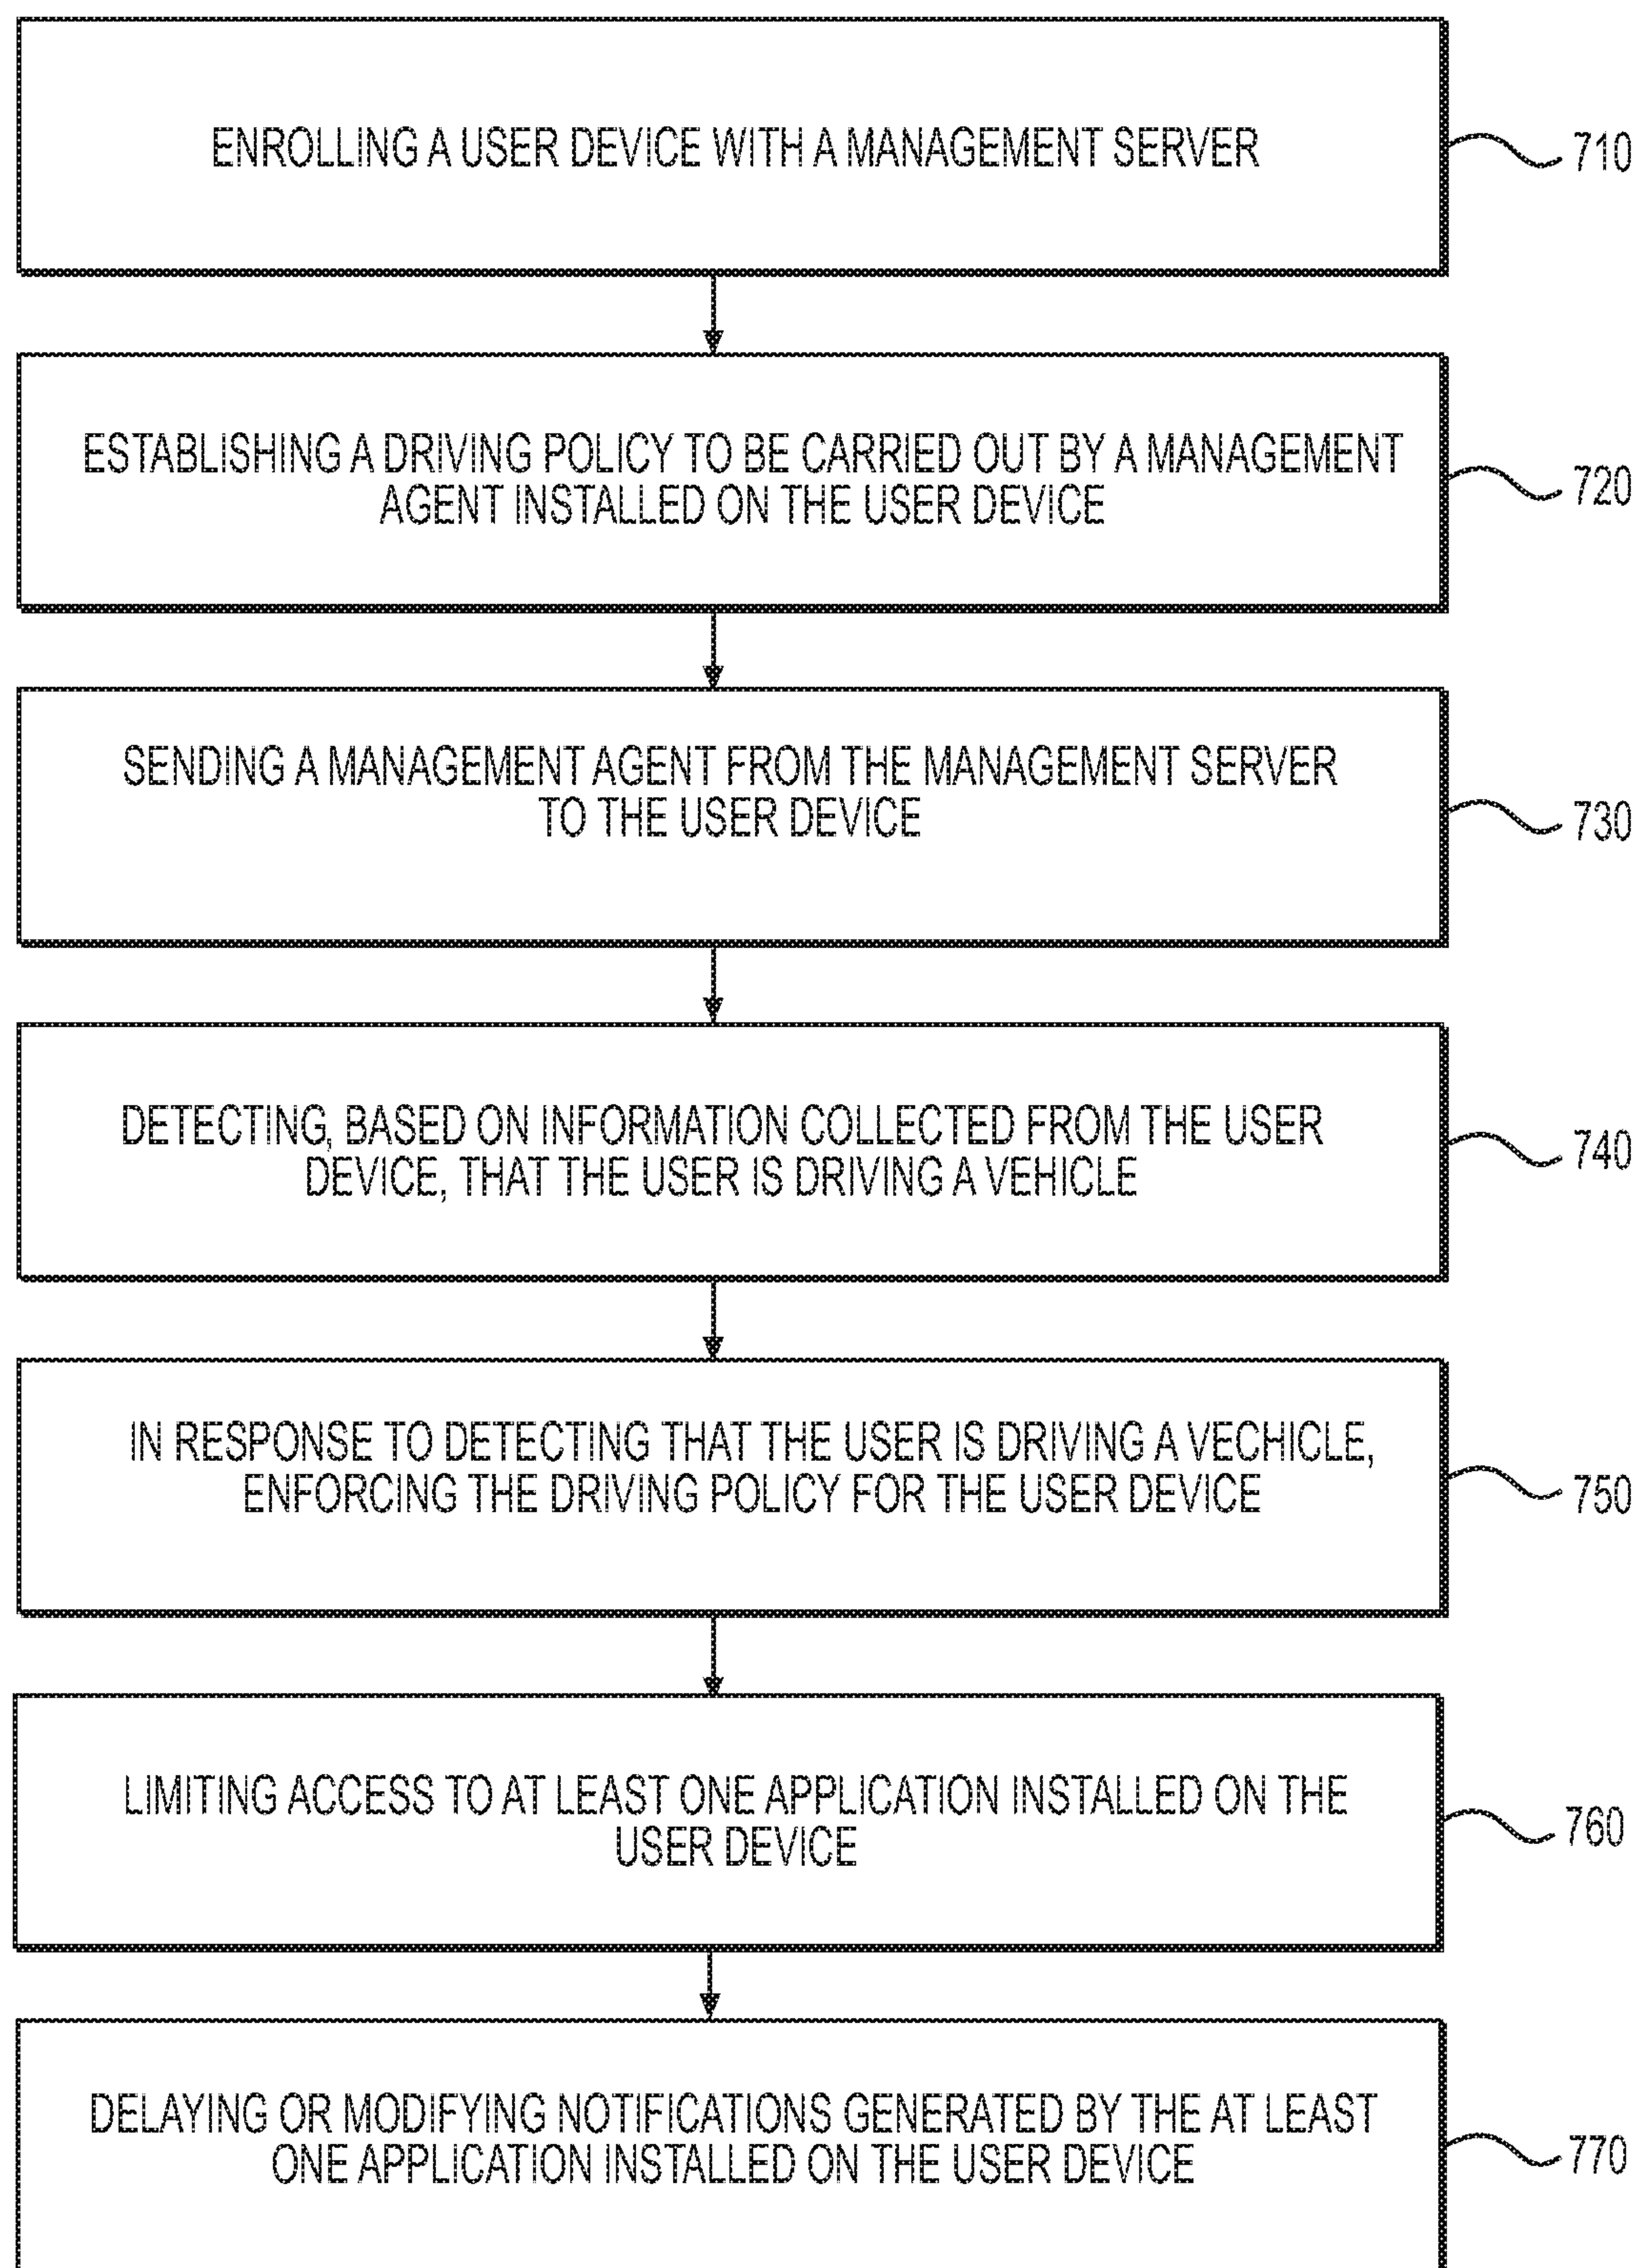 ENROLLING A USER DEVICE WITH A MANAGEMENT SERVER
710
ESTABLISHING A DRIVING POLICY TO BE CARRIED OUT BY A MANAGEMENT
AGENT INSTALLED ON THE USER DEVICE
720
SENDING A MANAGEMENT AGENT FROM THE MANAGEMENT SERVER
TO THE USER DEVICE
730
DETECTING, BASED ON INFORMATION COLLECTED FROM THE USER
DEVICE, THAT THE USER IS DRIVING A VEHICLE
740
IN RESPONSE TO DETECTING THAT THE USER IS DRIVING A VECHICLE,
ENFORCING THE DRIVING POLICY FOR THE USER DEVICE
750
LIMITING ACCESS TO AT LEAST ONE APPLICATION INSTALLED ON THE
USER DEVICE
760
DELAYING OR MODIFYING NOTIFICATIONS GENERATED BY THE AT LEAST
ONE APPLICATION INSTALLED ON THE USER DEVICE
770